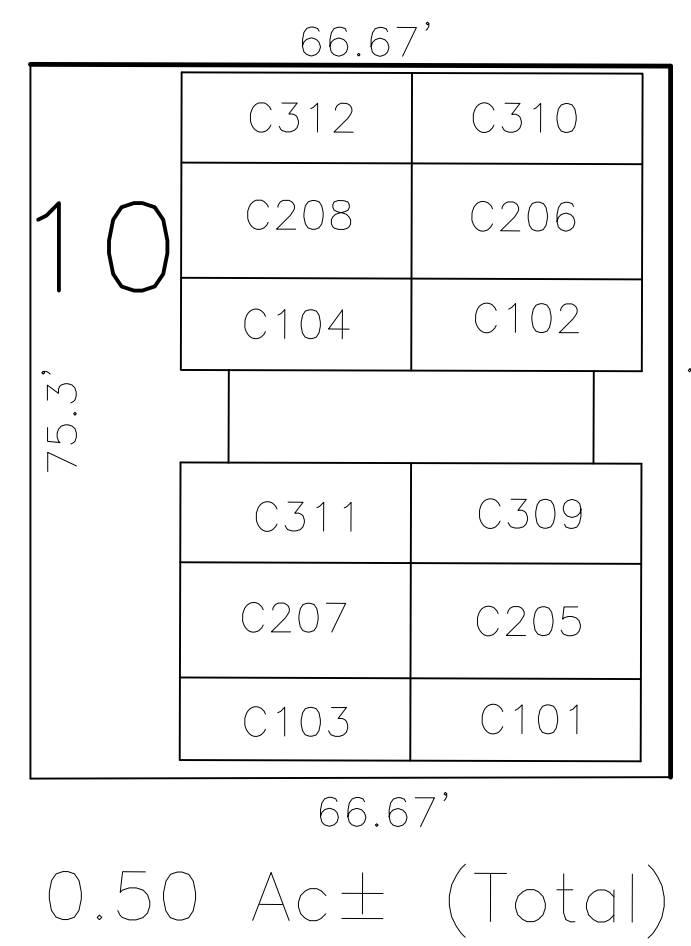 66.67'
C312 C310
10
C208 C206
C104 C102
75.3'
C311 C309
C207 C205
C103 C101
66.67'
0.50 Ac± (Total)